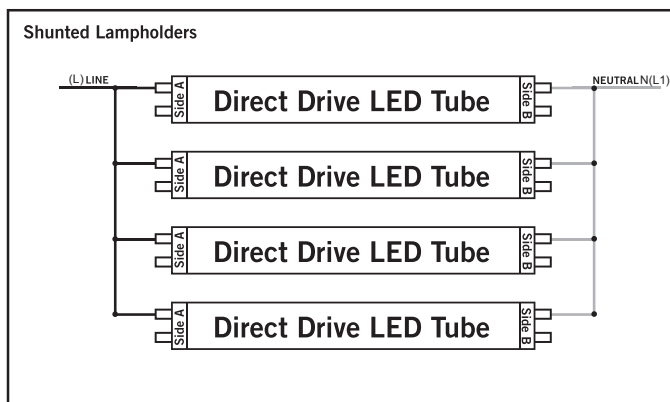 Shunted Lampholders
(L) LINE
NEUTRAL N(L1)
Side A
Direct Drive LED Tube
Side B
Side A
Direct Drive LED Tube
Side B
Side A
Direct Drive LED Tube
Side B
Side A
Direct Drive LED Tube
Side B